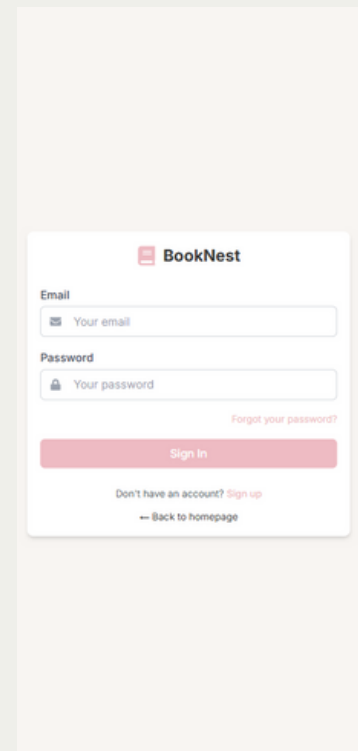 BookNest
Email
Your email
Password
Your password
Forgot your password?
Sign In
Don't have an account? Sign up
← Back to homepage